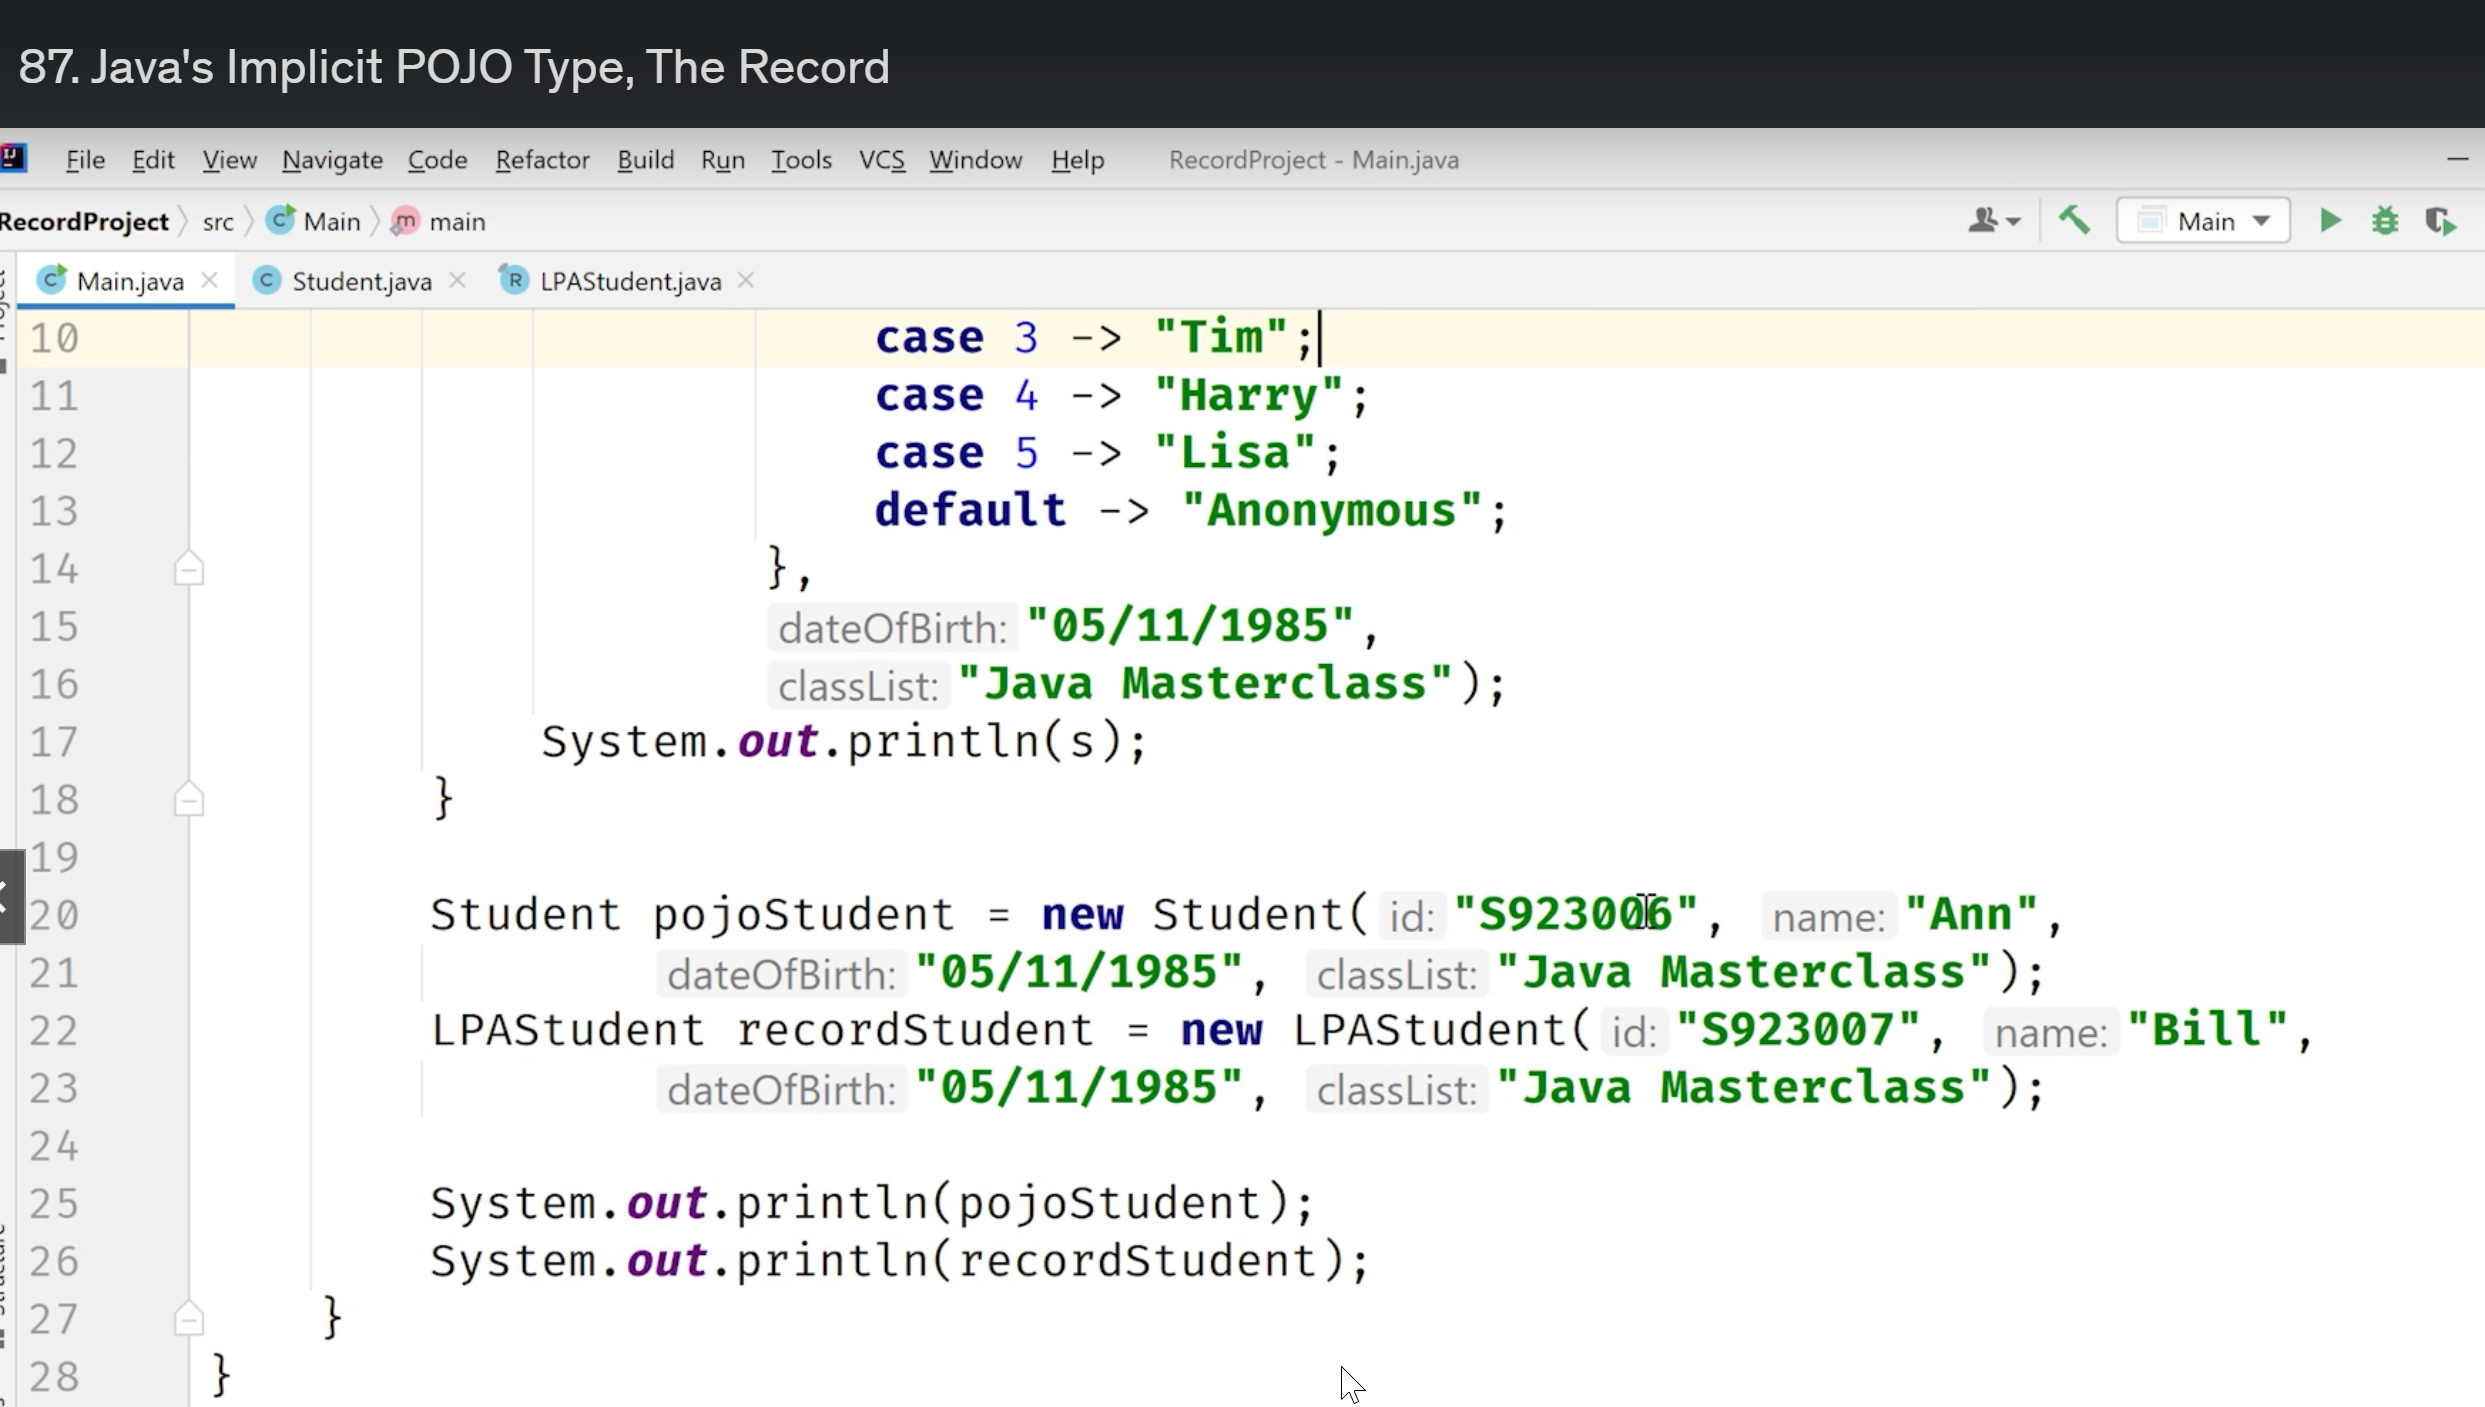 87. Java's Implicit POJO Type, The Record
File Edit View Navigate Code Refactor Build Run Tools VCS Window Help RecordProject - Main.java
RecordProject src Main main Main
Main.java Student.java LPAStudent.java
10 case 3 -> "Tim";
11 case 4 -> "Harry";
12 case 5 -> "Lisa";
13 default -> "Anonymous";
14 },
15 dateOfBirth: "05/11/1985",
16 classList: "Java Masterclass");
17 System.out.println(s);
18 }
19
20 Student pojoStudent = new Student( id: "S923006", name: "Ann",
21 dateOfBirth: "05/11/1985", classList: "Java Masterclass");
22 LPAStudent recordStudent = new LPAStudent( id: "S923007", name: "Bill",
23 dateOfBirth: "05/11/1985", classList: "Java Masterclass");
24
25 System.out.println(pojoStudent);
26 System.out.println(recordStudent);
27 }
28 }